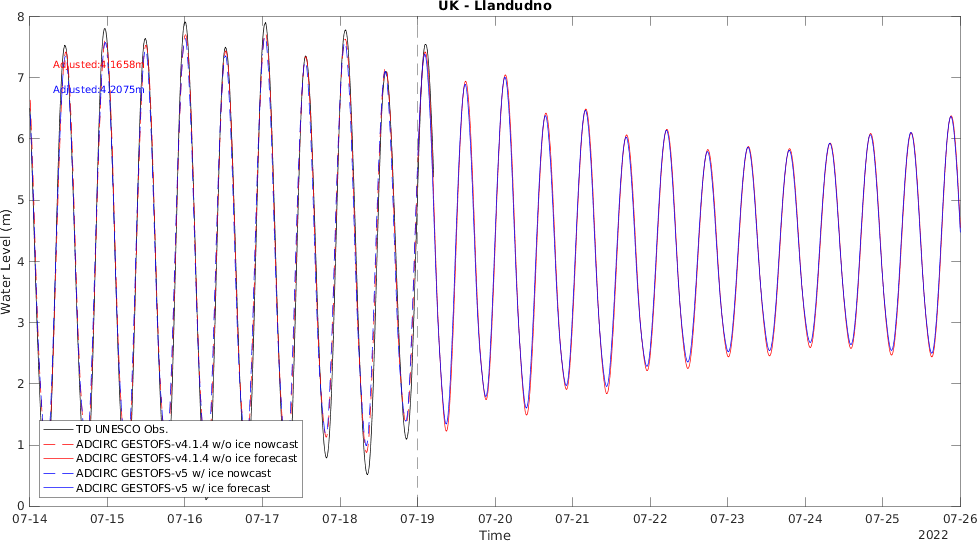 UK - Llandudno
8
7
6
5
4
3
2
1
0
Water Level (m)
Adjusted:4.1658m
Adjusted:4.2075m
TD UNESCO Obs.
ADCIRC GESTOFS-v4.1.4 w/o ice nowcast
ADCIRC GESTOFS-v4.1.4 w/o ice forecast
ADCIRC GESTOFS-v5 w/ ice nowcast
ADCIRC GESTOFS-v5 w/ ice forecast
07-14 07-15 07-16 07-17 07-18 07-19 07-20 07-21 07-22 07-23 07-24 07-25 07-26
Time
2022